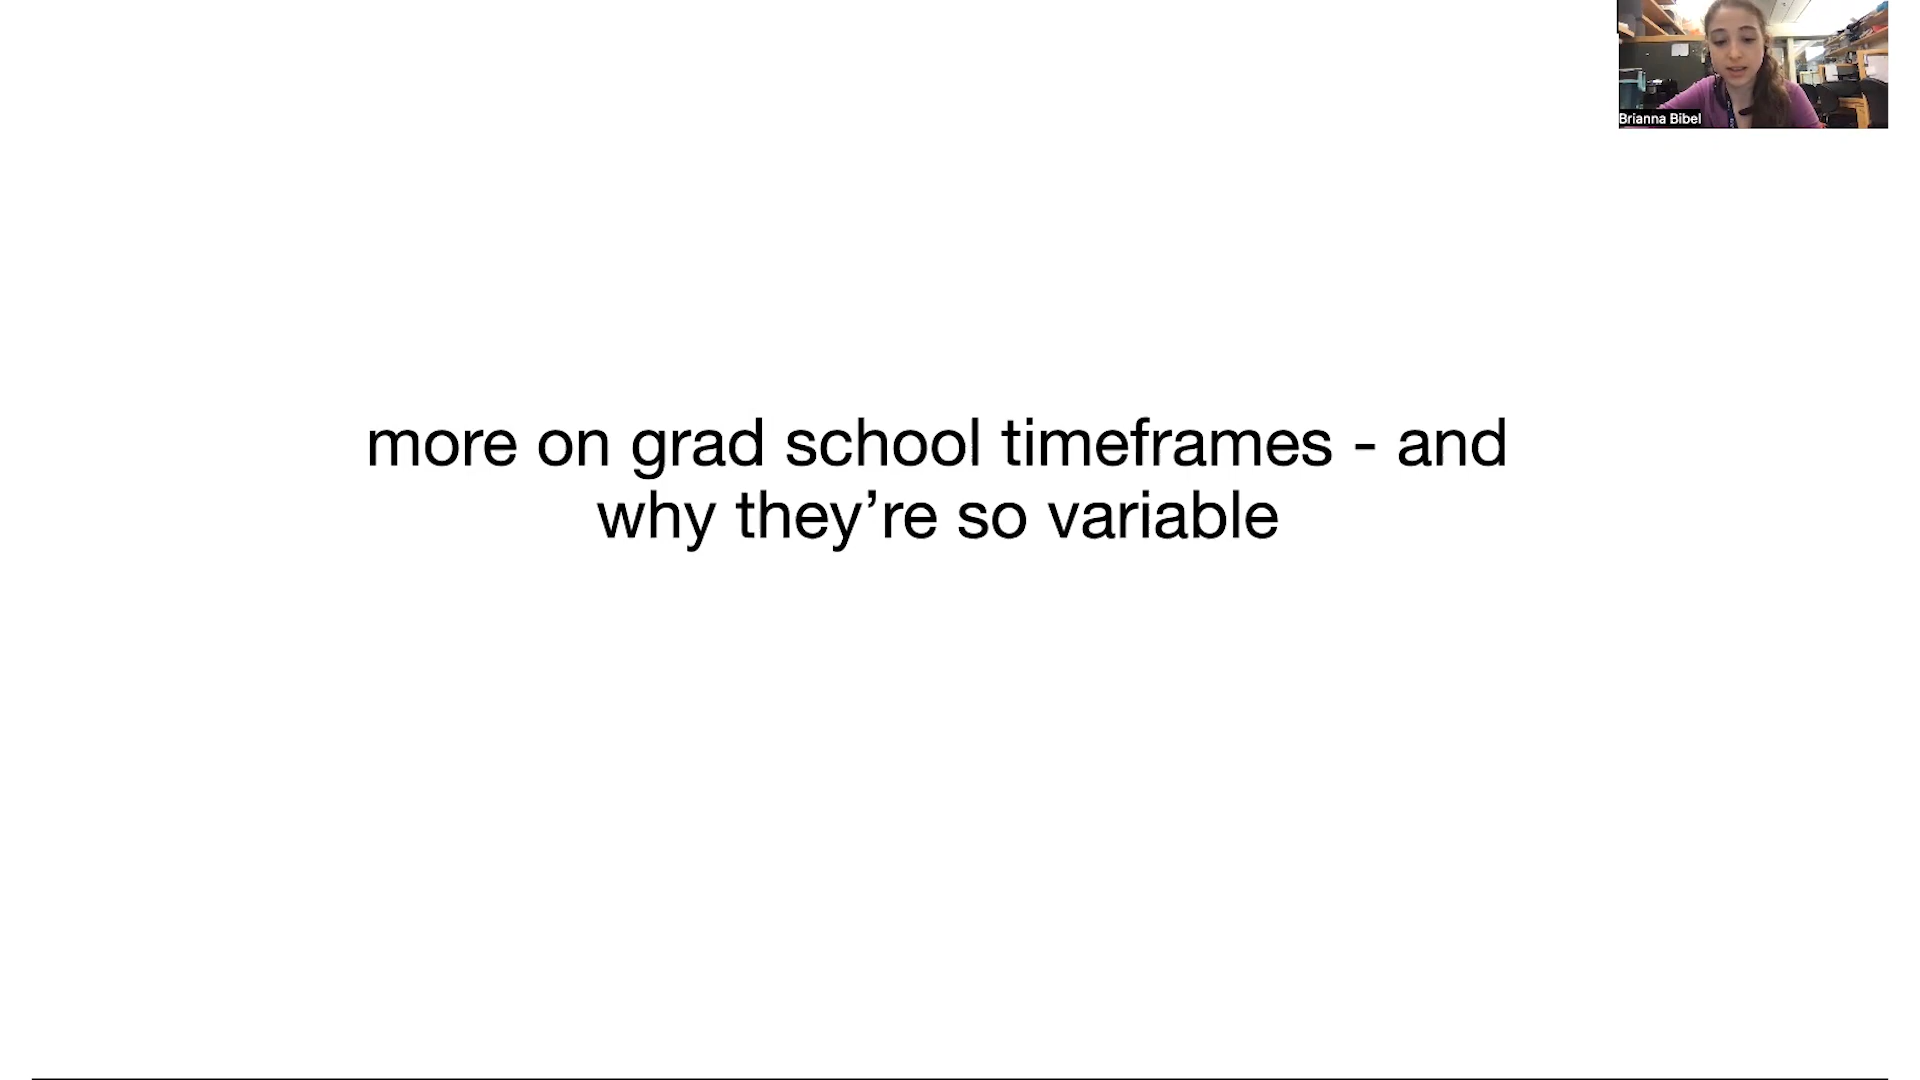 Brianna Bibel
more on grad school timeframes - and
why they’re so variable